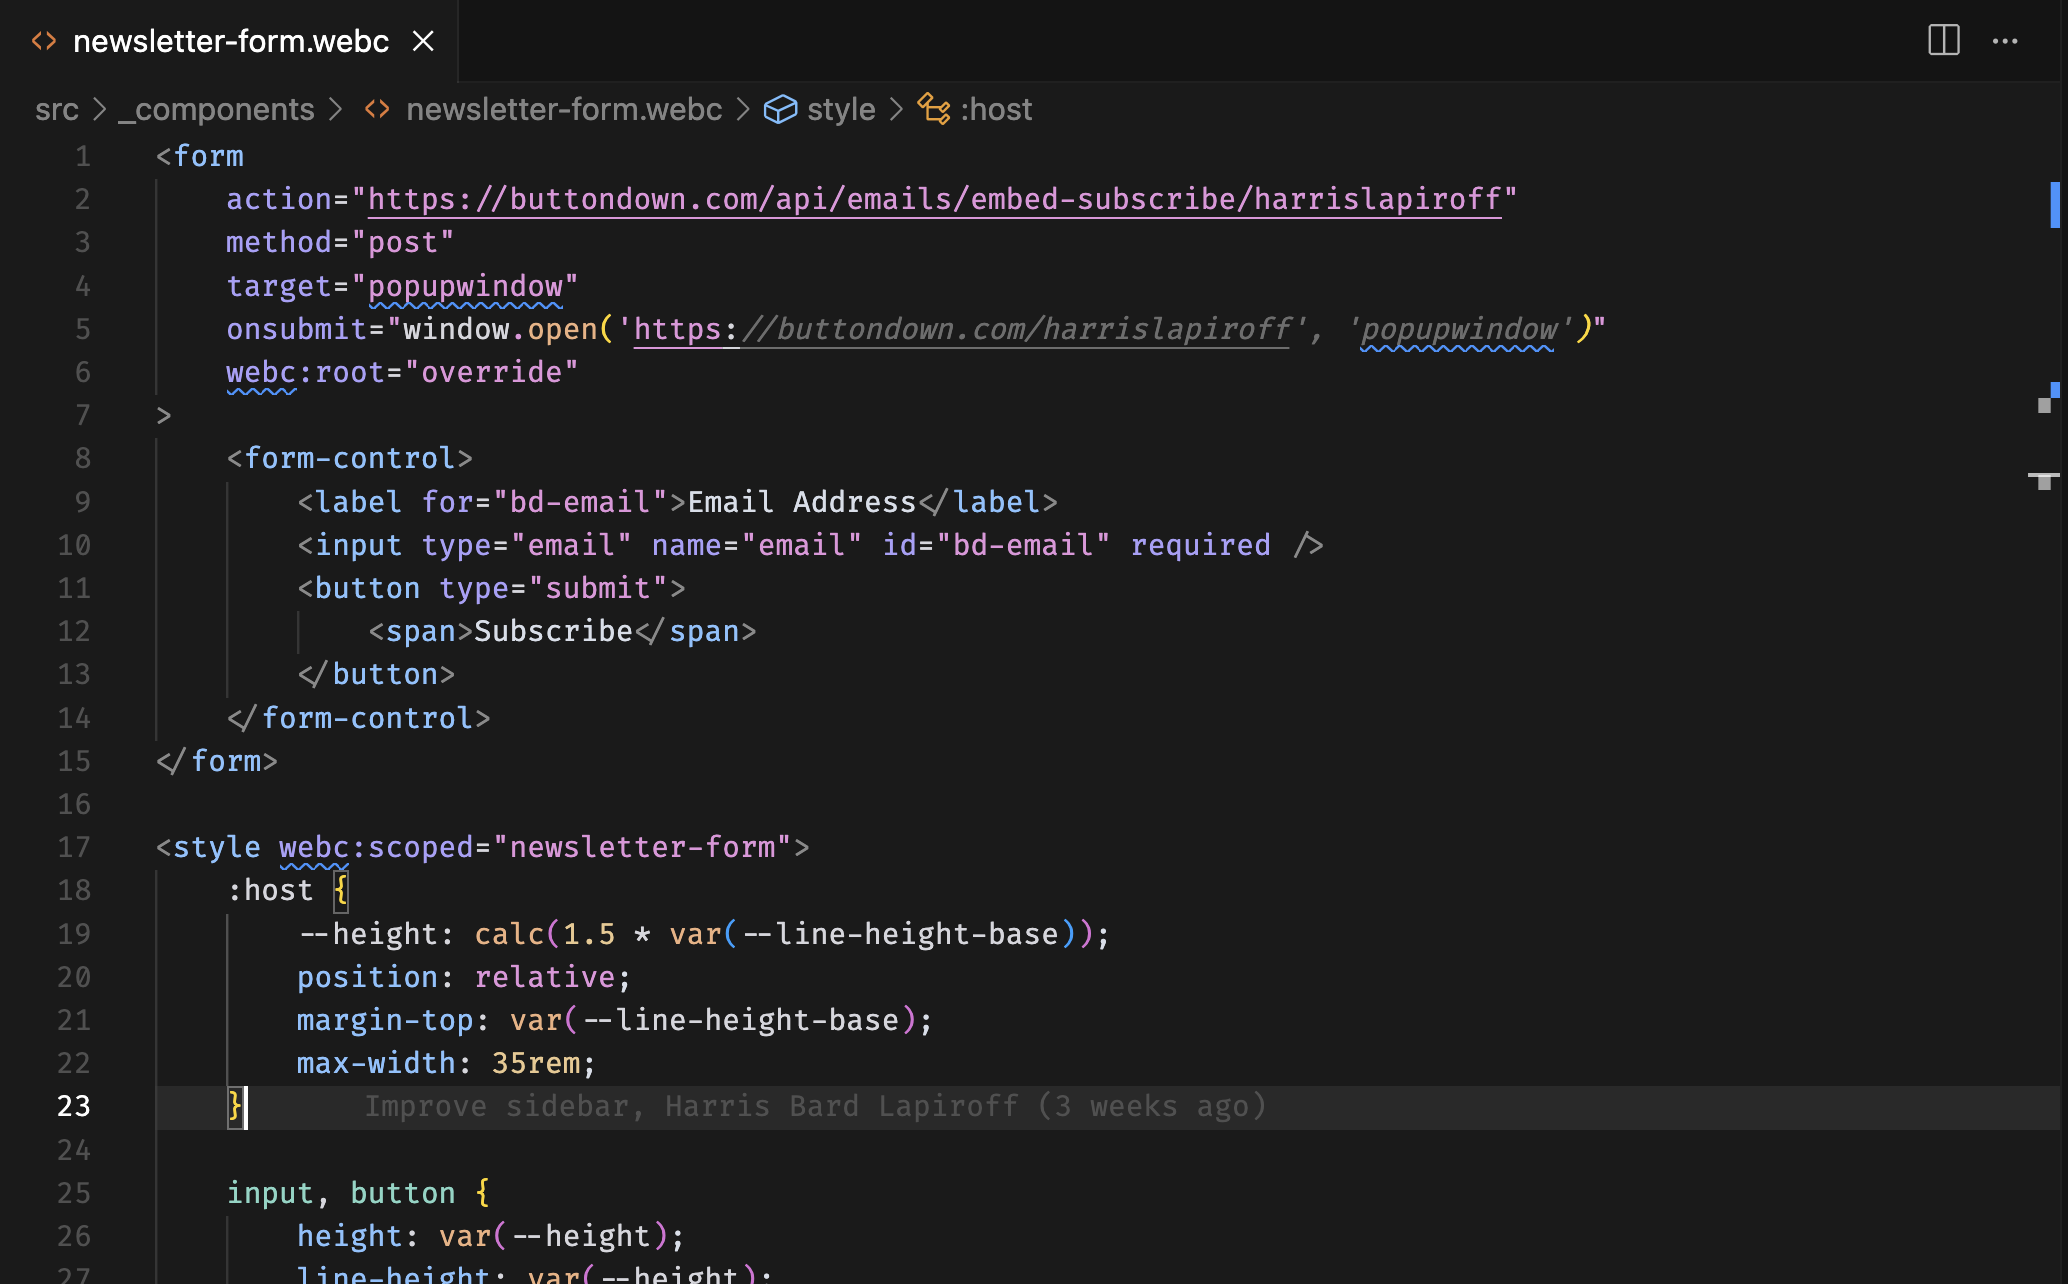 newsletter-form.webc
src > _components > newsletter-form.webc > style > :host
1 <form
2 action="https://buttondown.com/api/emails/embed-subscribe/harrislapiroff"
3 method="post"
4 target="popupwindow"
5 onsubmit="window.open('https://buttondown.com/harrislapiroff', 'popupwindow')"
6 webc:root="override"
7 >
8 <form-control>
9 <label for="bd-email">Email Address</label>
10 <input type="email" name="email" id="bd-email" required />
11 <button type="submit">
12 <span>Subscribe</span>
13 </button>
14 </form-control>
15 </form>
16
17 <style webc:scoped="newsletter-form">
18 :host {
19 --height: calc(1.5 * var(--line-height-base));
20 position: relative;
21 margin-top: var(--line-height-base);
22 max-width: 35rem;
23 } Improve sidebar, Harris Bard Lapiroff (3 weeks ago)
24
25 input, button {
26 height: var(--height);
27 line-height: var(--height);